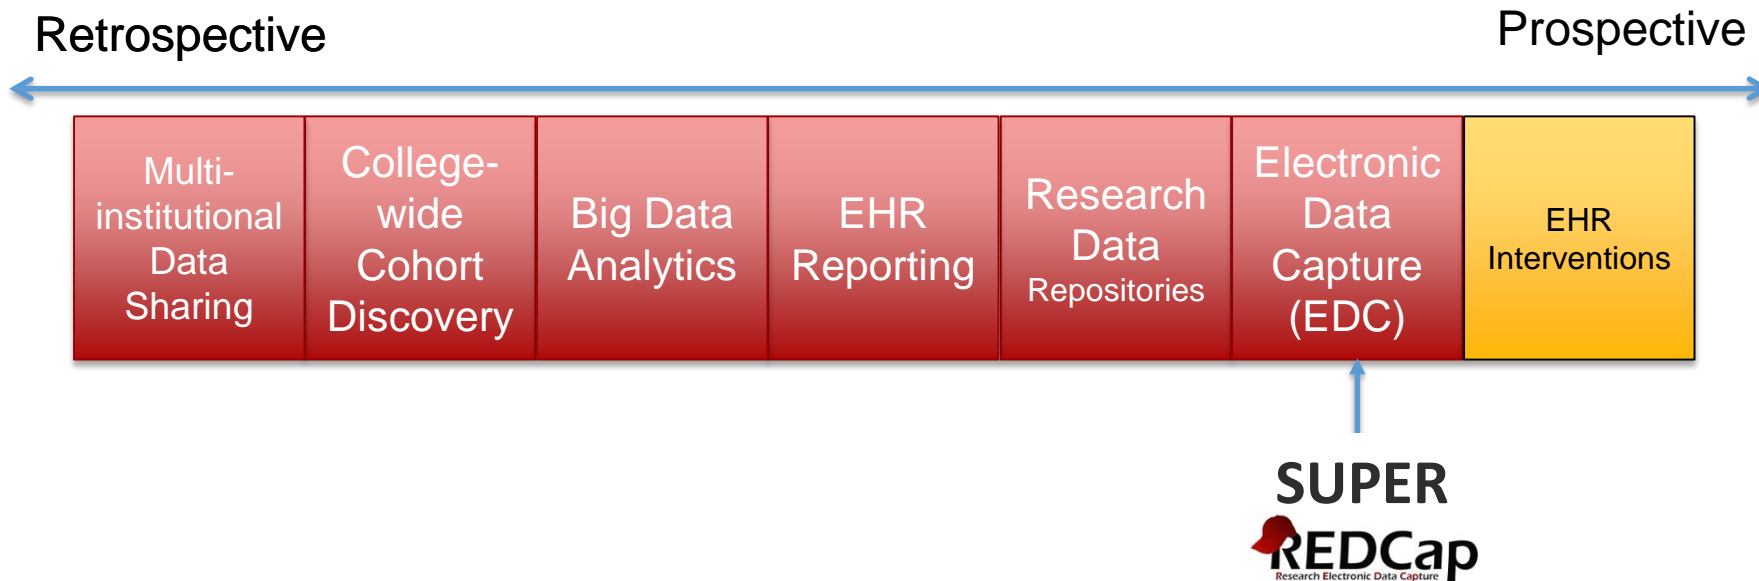 Retrospective
Prospective
Multi-
institutional
Data
Sharing
College-
wide
Cohort
Discovery
Big Data
Analytics
EHR
Reporting
Research
Data
Repositories
Electronic
Data
Capture
(EDC)
EHR
Interventions
SUPER
REDCap
Research Electronic Data Capture